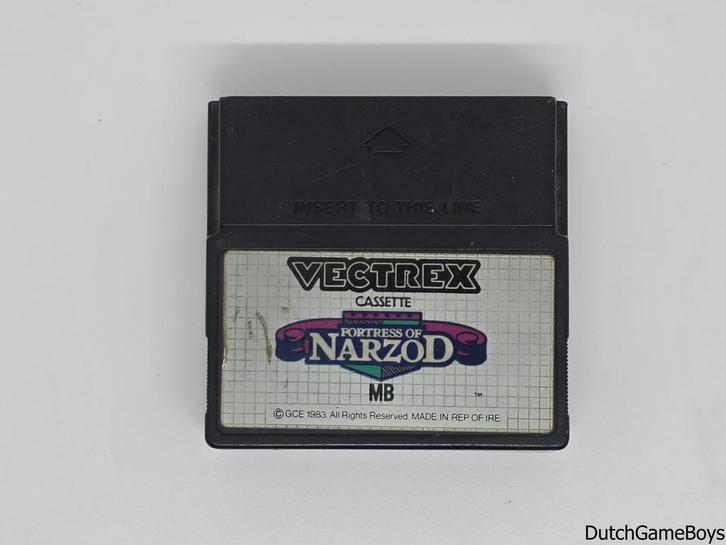 INSERT TO THIS LINE
VECTREX
CASSETTE
FORTRESS OF
NARZOD
MB
TM
©GCE 1983. All Rights Reserved. MADE IN REP OF IRE.
DutchGameBoys